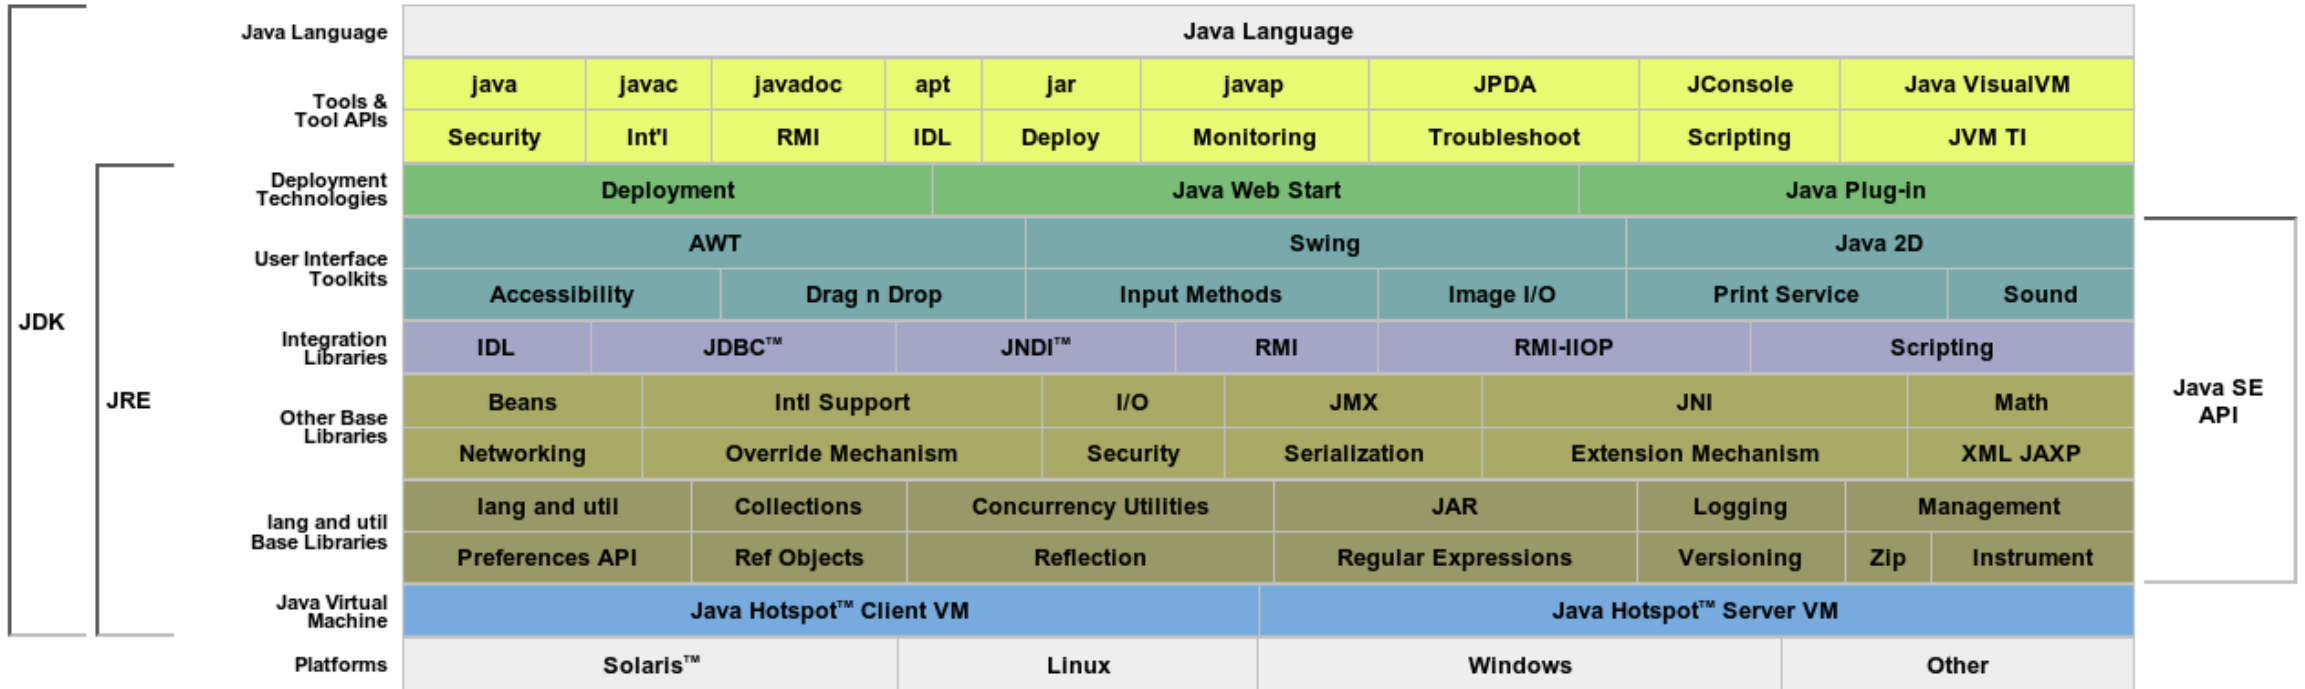 Java Language
Java Language
Tools &
Tool APIs
java javac javadoc apt jar javap JPDA JConsole Java VisualVM
Security Int'l RMI IDL Deploy Monitoring Troubleshoot Scripting JVM TI
Deployment
Technologies
Deployment Java Web Start Java Plug-in
User Interface
Toolkits
AWT Swing Java 2D
Accessibility Drag n Drop Input Methods Image I/O Print Service Sound
JDK
Integration
Libraries
IDL JDBC™ JNDI™ RMI RMI-IIOP Scripting
JRE
Other Base
Libraries
Beans Intl Support I/O JMX JNI Math
Networking Override Mechanism Security Serialization Extension Mechanism XML JAXP
Java SE
API
lang and util
Base Libraries
lang and util Collections Concurrency Utilities JAR Logging Management
Preferences API Ref Objects Reflection Regular Expressions Versioning Zip Instrument
Java Virtual
Machine
Java Hotspot™ Client VM Java Hotspot™ Server VM
Platforms
Solaris™ Linux Windows Other